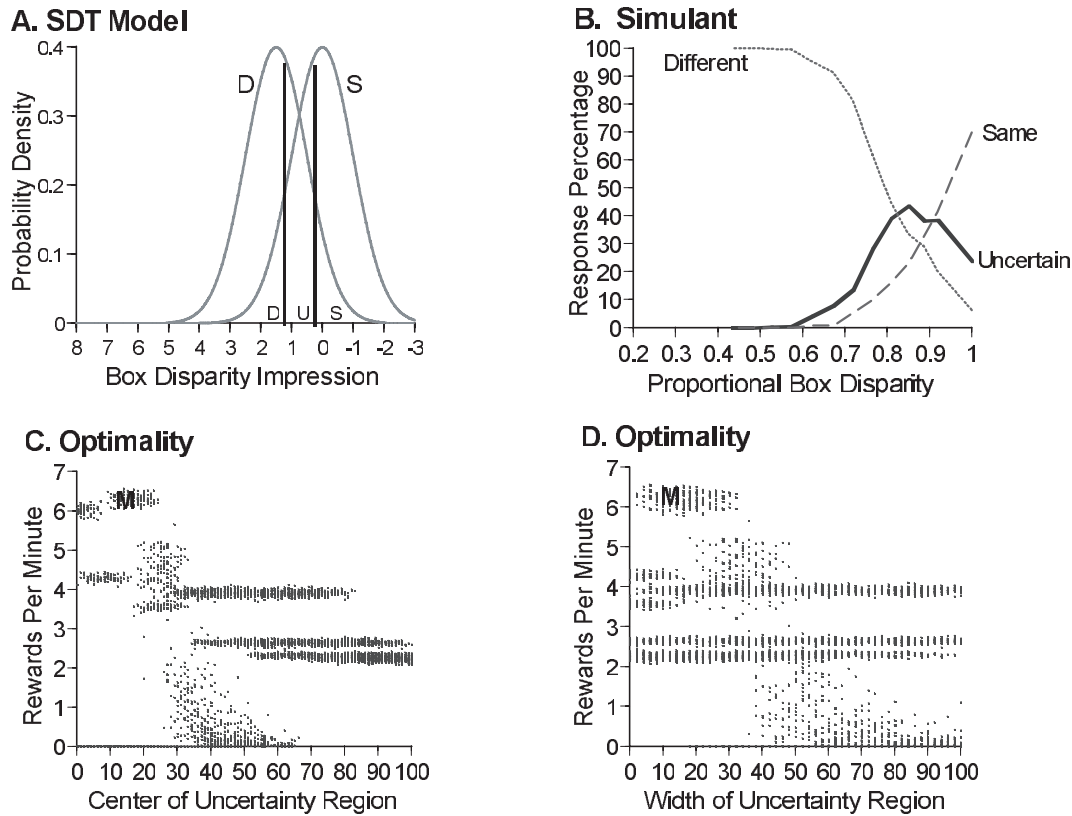 A. SDT Model
Probability Density
0.4
0.3
0.2
0.1
0
D
S
D U S
8 7 6 5 4 3 2 1 0 -1 -2 -3
Box Disparity Impression
B. Simulant
Response Percentage
100
90
80
70
60
50
40
30
20
10
0
Different
Same
Uncertain
0.2 0.3 0.4 0.5 0.6 0.7 0.8 0.9 1
Proportional Box Disparity
C. Optimality
Rewards Per Minute
7
6
5
4
3
2
1
0
M
0 10 20 30 40 50 60 70 80 90 100
Center of Uncertainty Region
D. Optimality
Rewards Per Minute
7
6
5
4
3
2
1
0
M
0 10 20 30 40 50 60 70 80 90 100
Width of Uncertainty Region